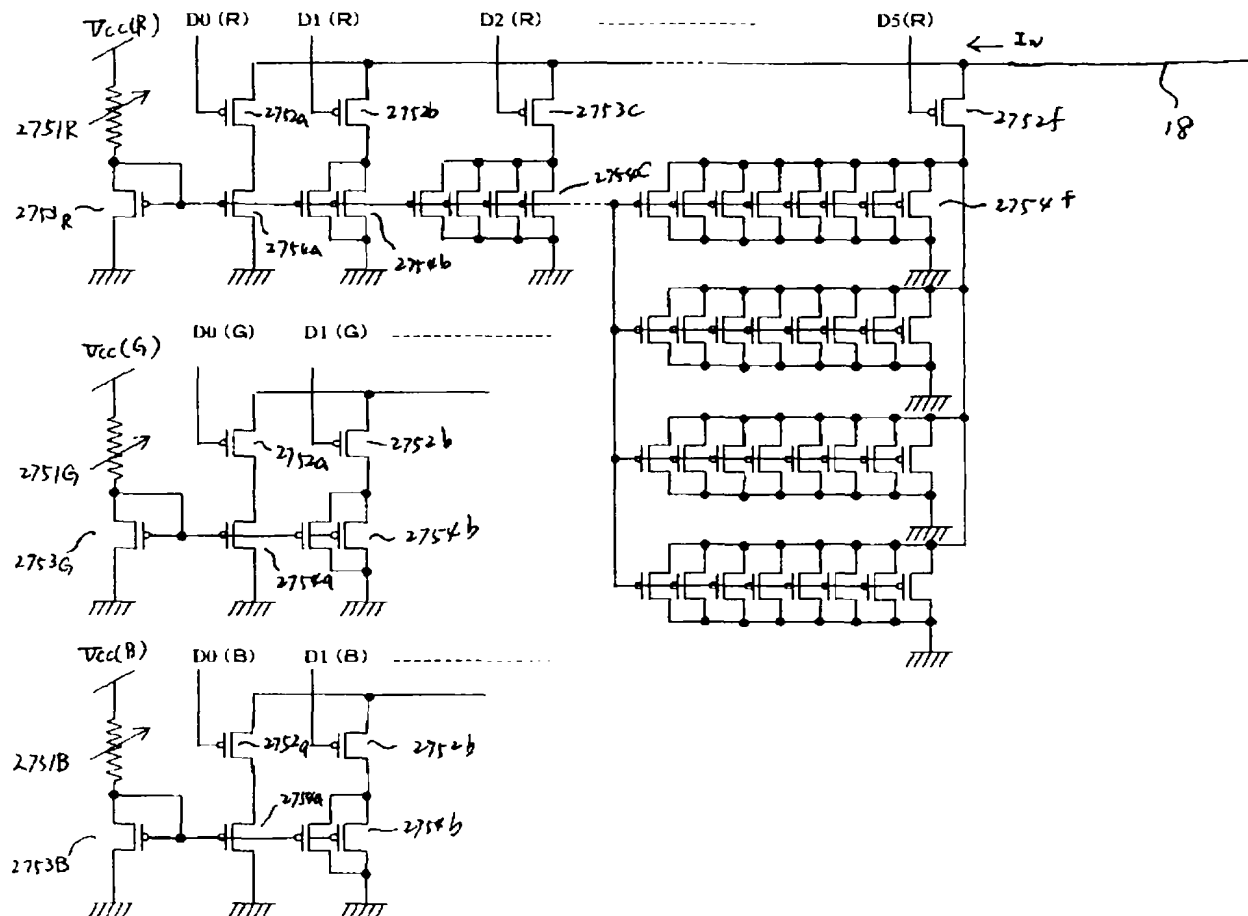 Vcc(R) D0 (R) D1 (R) D2 (R) D5(R) ← IN
2751R 2752a 2752b 2753C 2752f 18
2753R 2754a 2754b 2754C 2754f
Vcc(G) D0 (G) D1 (G)
2751G 2752a 2752b
2753G 2754a 2754b
Vcc(B) D0 (B) D1 (B)
2751B 2752a 2752b
2753B 2754a 2754b